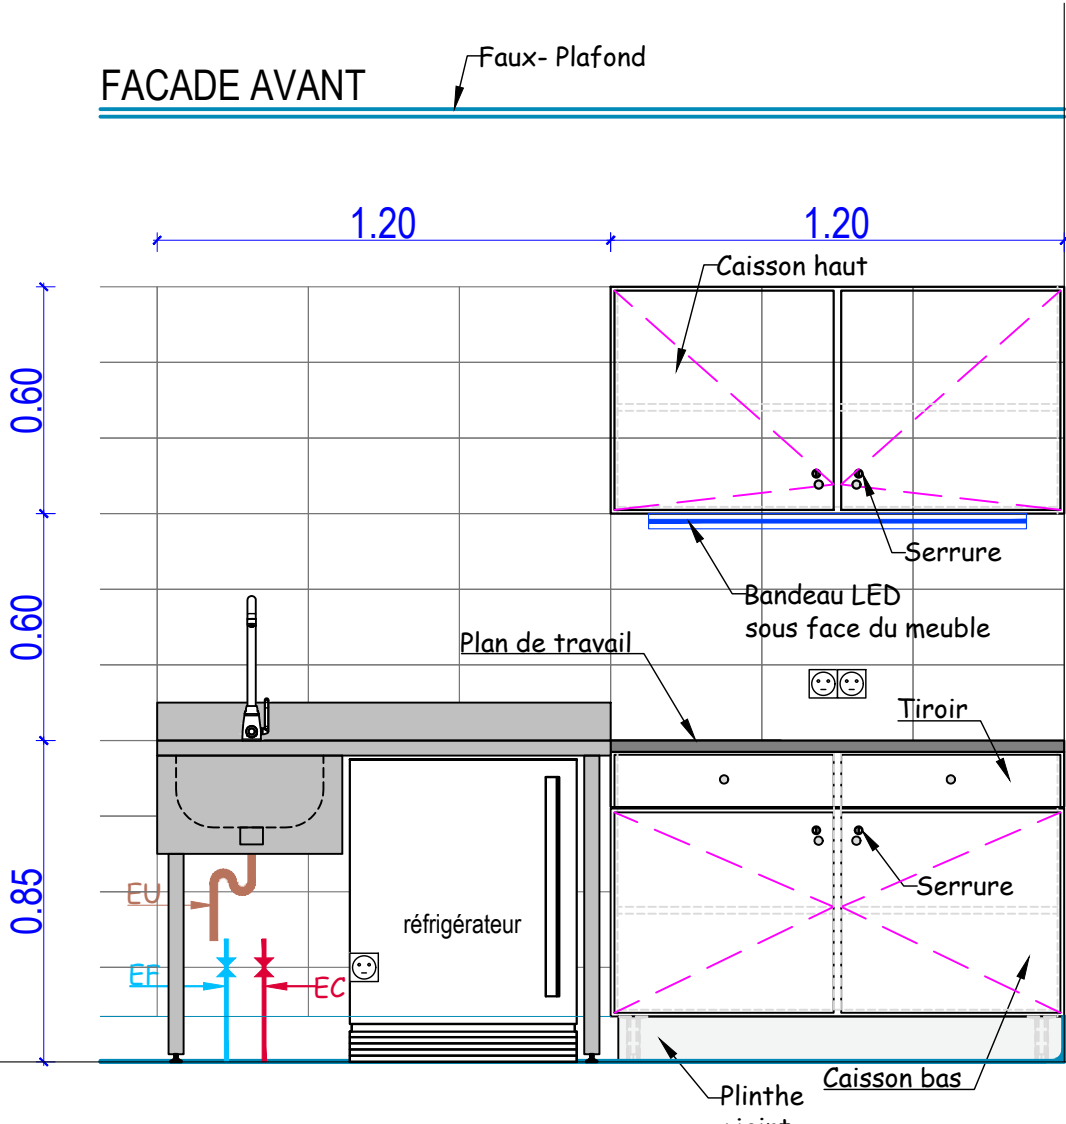 Faux- Plafond
FACADE AVANT
1.20
1.20
Caisson haut
0.60
Serrure
Bandeau LED
sous face du meuble
0.60
Plan de travail
Tiroir
Serrure
0.85
EU
réfrigérateur
EF
EC
Caisson bas
Plinthe